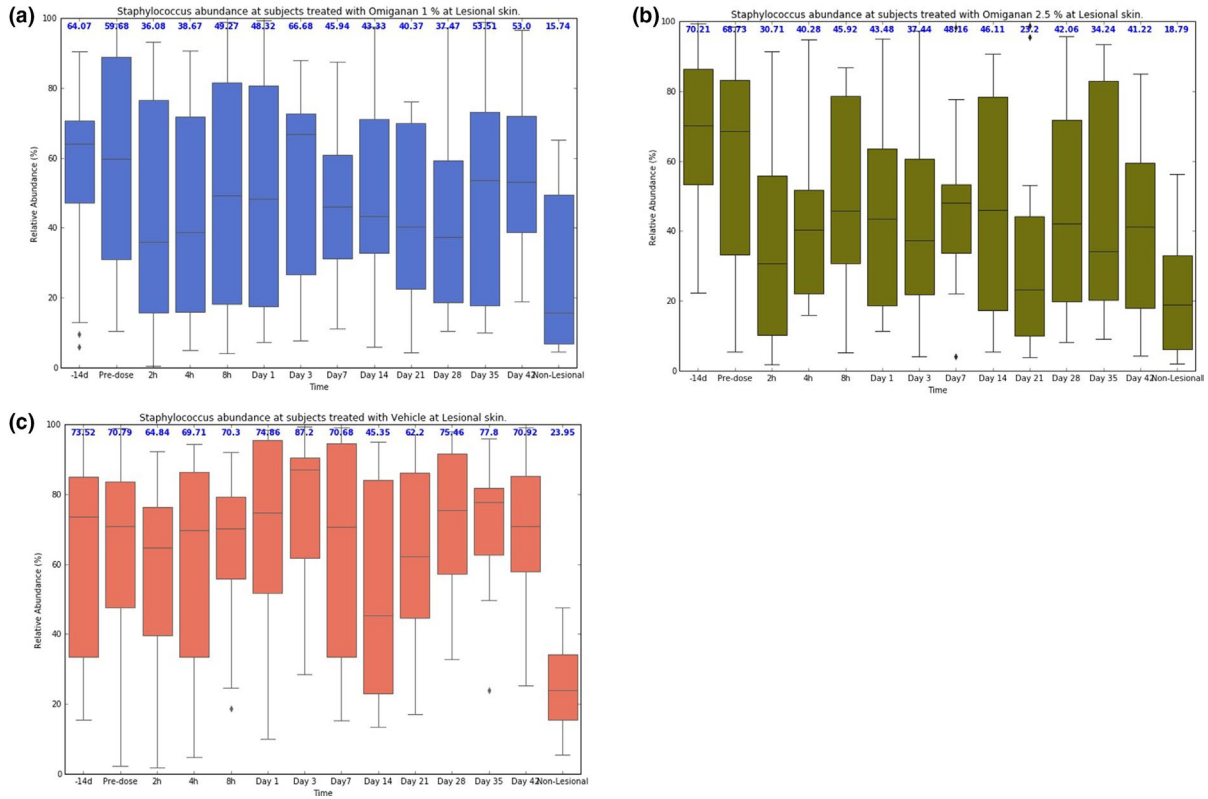 (a)
Staphylococcus abundance at subjects treated with Omiganan 1 % at Lesional skin.
64.07 59.68 36.08 38.67 49.27 48.32 66.68 45.94 43.33 40.37 37.47 53.51 53.0 15.74
100
80
60
40
20
0
Relative Abundance (%)
-14d Pre-dose 2h 4h 8h Day 1 Day 3 Day7 Day 14 Day 21 Day 28 Day 35 Day 42 Non-Lesional
Time
(b)
Staphylococcus abundance at subjects treated with Omiganan 2.5 % at Lesional skin.
70.21 68.73 30.71 40.28 45.92 43.48 37.44 48.16 46.11 23.2 42.06 34.24 41.22 18.79
100
80
60
40
20
0
Relative Abundance (%)
-14d Pre-dose 2h 4h 8h Day 1 Day 3 Day7 Day 14 Day 21 Day 28 Day 35 Day 42 Non-Lesional
Time
(c)
Staphylococcus abundance at subjects treated with Vehicle at Lesional skin.
73.52 70.79 64.84 69.71 70.3 74.86 87.2 70.68 45.35 62.2 75.46 77.8 70.92 23.95
100
80
60
40
20
0
Relative Abundance (%)
-14d Pre-dose 2h 4h 8h Day 1 Day 3 Day7 Day 14 Day 21 Day 28 Day 35 Day 42 Non-Lesional
Time